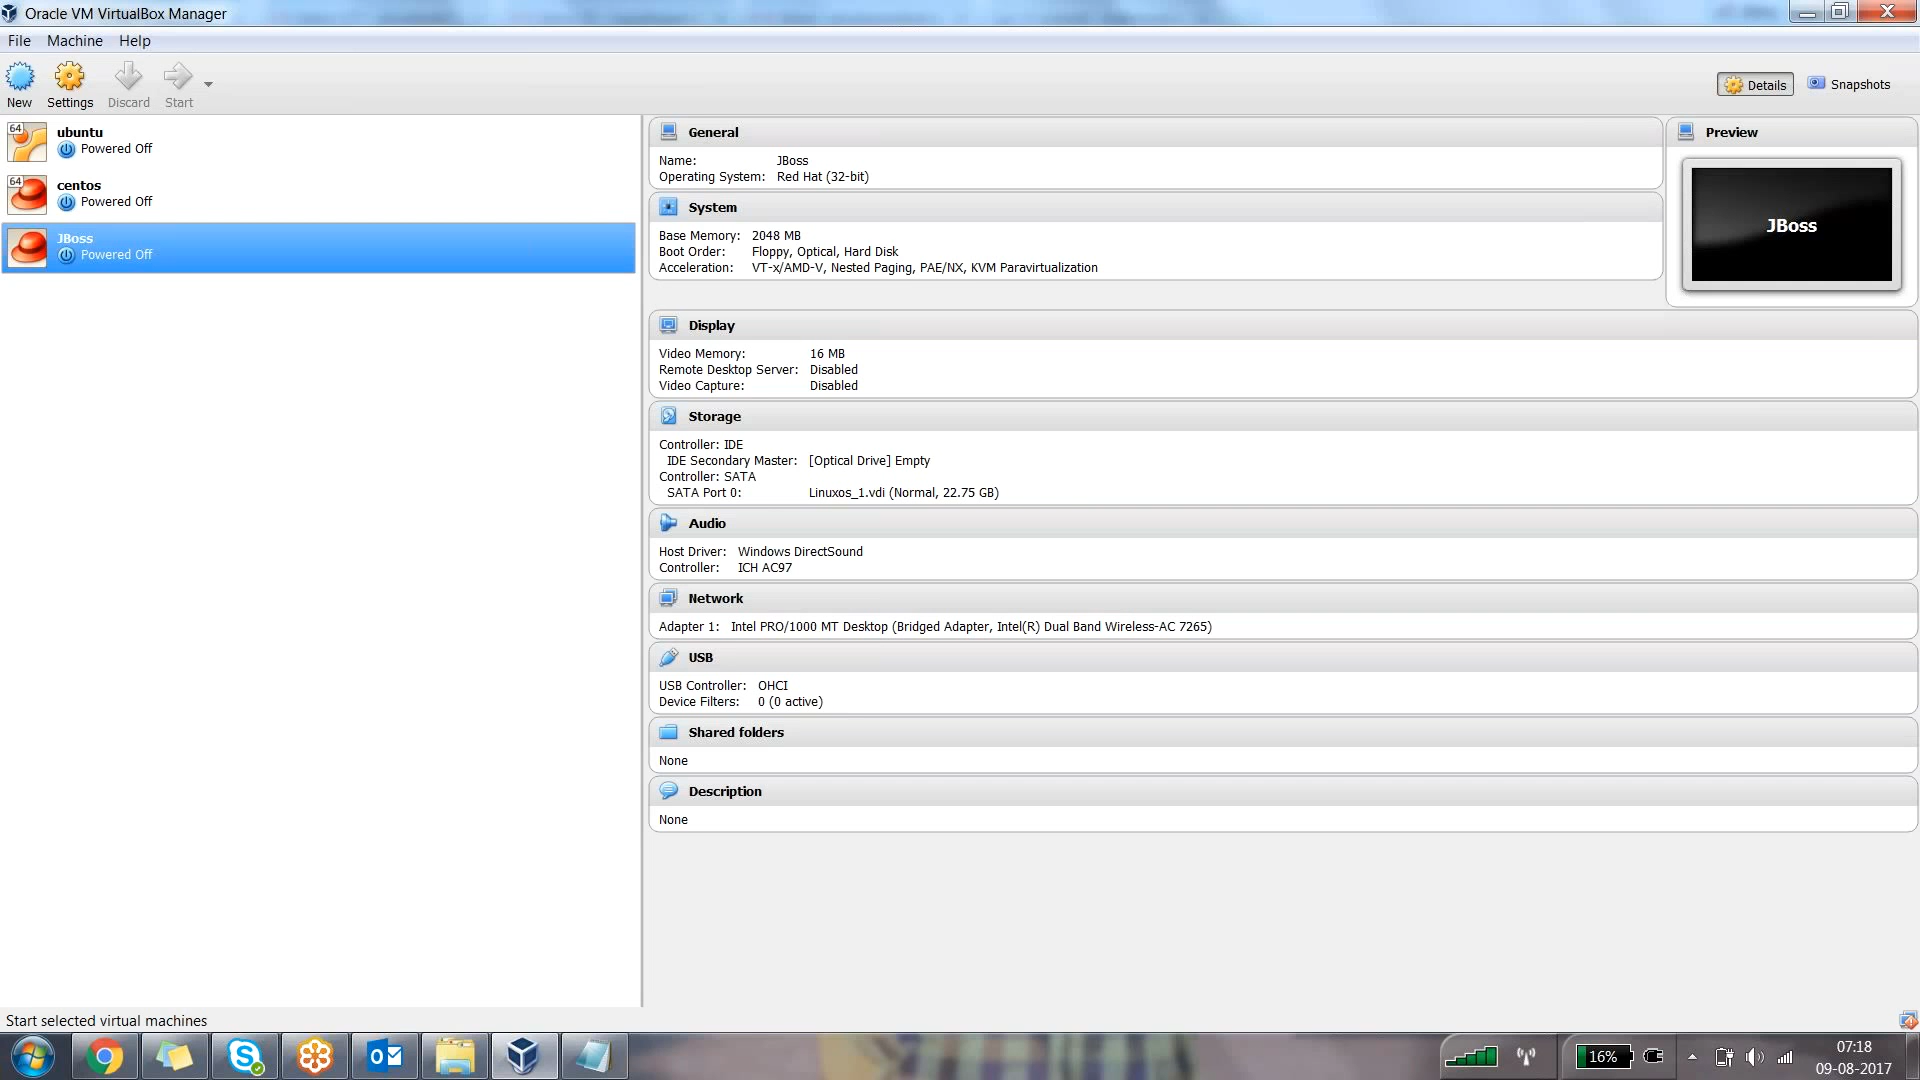 Oracle VM VirtualBox Manager
File Machine Help
New Settings Discard Start
Details Snapshots
64 ubuntu
Powered Off
64 centos
Powered Off
JBoss
Powered Off
General
Name: JBoss
Operating System: Red Hat (32-bit)
System
Base Memory: 2048 MB
Boot Order: Floppy, Optical, Hard Disk
Acceleration: VT-x/AMD-V, Nested Paging, PAE/NX, KVM Paravirtualization
Preview
JBoss
Display
Video Memory: 16 MB
Remote Desktop Server: Disabled
Video Capture: Disabled
Storage
Controller: IDE
IDE Secondary Master: [Optical Drive] Empty
Controller: SATA
SATA Port 0: Linuxos_1.vdi (Normal, 22.75 GB)
Audio
Host Driver: Windows DirectSound
Controller: ICH AC97
Network
Adapter 1: Intel PRO/1000 MT Desktop (Bridged Adapter, Intel(R) Dual Band Wireless-AC 7265)
USB
USB Controller: OHCI
Device Filters: 0 (0 active)
Shared folders
None
Description
None
Start selected virtual machines
16%
07:18
09-08-2017